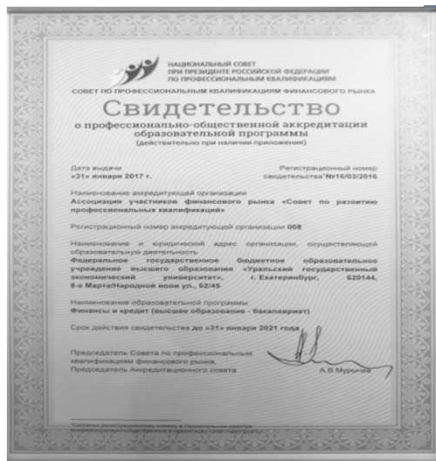 НАЦИОНАЛЬНЫЙ СОВЕТ
ПРИ ПРЕЗИДЕНТЕ РОССИЙСКОЙ ФЕДЕРАЦИИ
ПО ПРОФЕССИОНАЛЬНЫМ КВАЛИФИКАЦИЯМ
СОВЕТ ПО ПРОФЕССИОНАЛЬНЫМ КВАЛИФИКАЦИЯМ ФИНАНСОВОГО РЫНКА
Свидетельство
о профессионально-общественной аккредитации
образовательной программы
(действительно при наличии приложения)
Дата выдачи Регистрационный номер
«31» января 2017 г. свидетельства №16/03/2016
Наименование аккредитующей организации
Ассоциация участников финансового рынка «Совет по развитию
профессиональных квалификаций»
Регистрационный номер аккредитующей организации 008
Наименование и юридический адрес организации, осуществляющей
образовательную деятельность
Федеральное государственное бюджетное образовательное
учреждение высшего образования «Уральский государственный
экономический университет», г. Екатеринбург, 620144,
8-е Марта/Народной воли ул., 62/45
Наименование образовательной программы
Финансы и кредит (высшее образование - бакалавриат)
Срок действия свидетельства до «31» января 2021 года
Председатель Совета по профессиональным
квалификациям финансового рынка,
Председатель Аккредитационного совета А.В.Мурычев